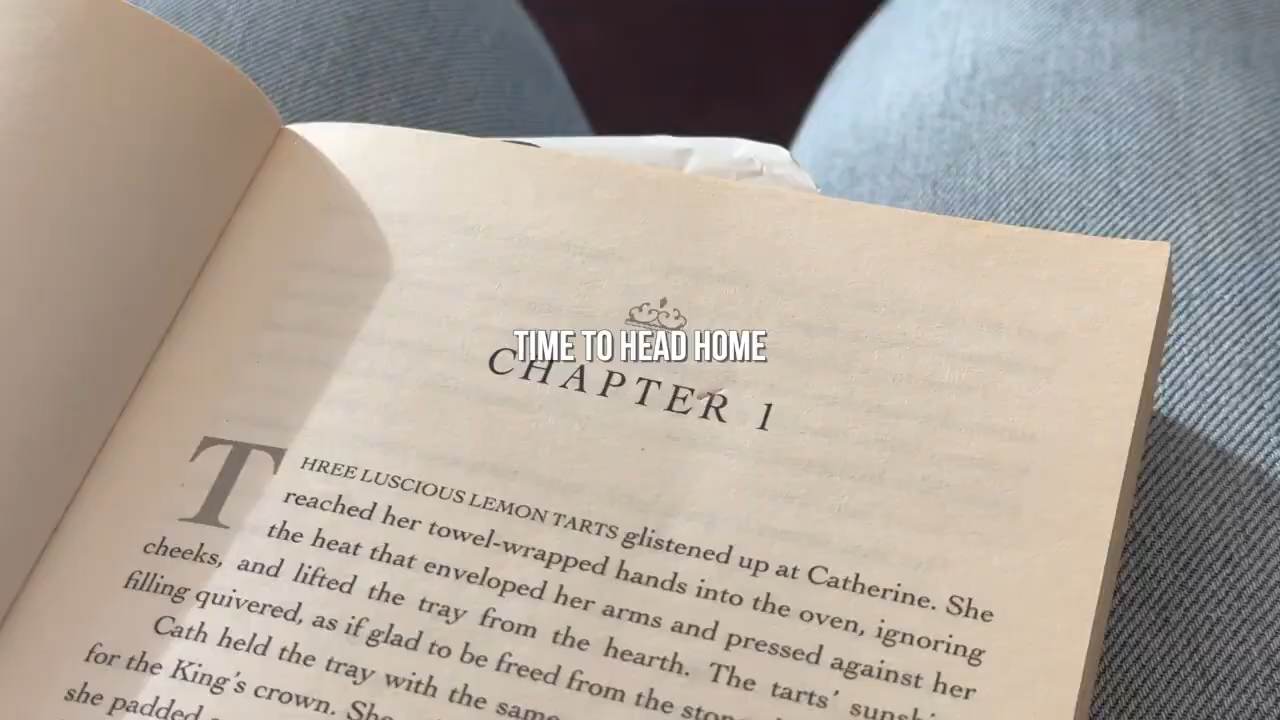 TIME TO HEAD HOME
CHAPTER 1
THREE LUSCIOUS LEMON TARTS glistened up at Catherine. She
reached her towel-wrapped hands into the oven, ignoring
the heat that enveloped her arms and pressed against her
cheeks, and lifted the tray from the hearth. The tarts'
filling quivered, as if glad to be freed from the
Cath held the tray with the same
for the King's crown. She
she padded